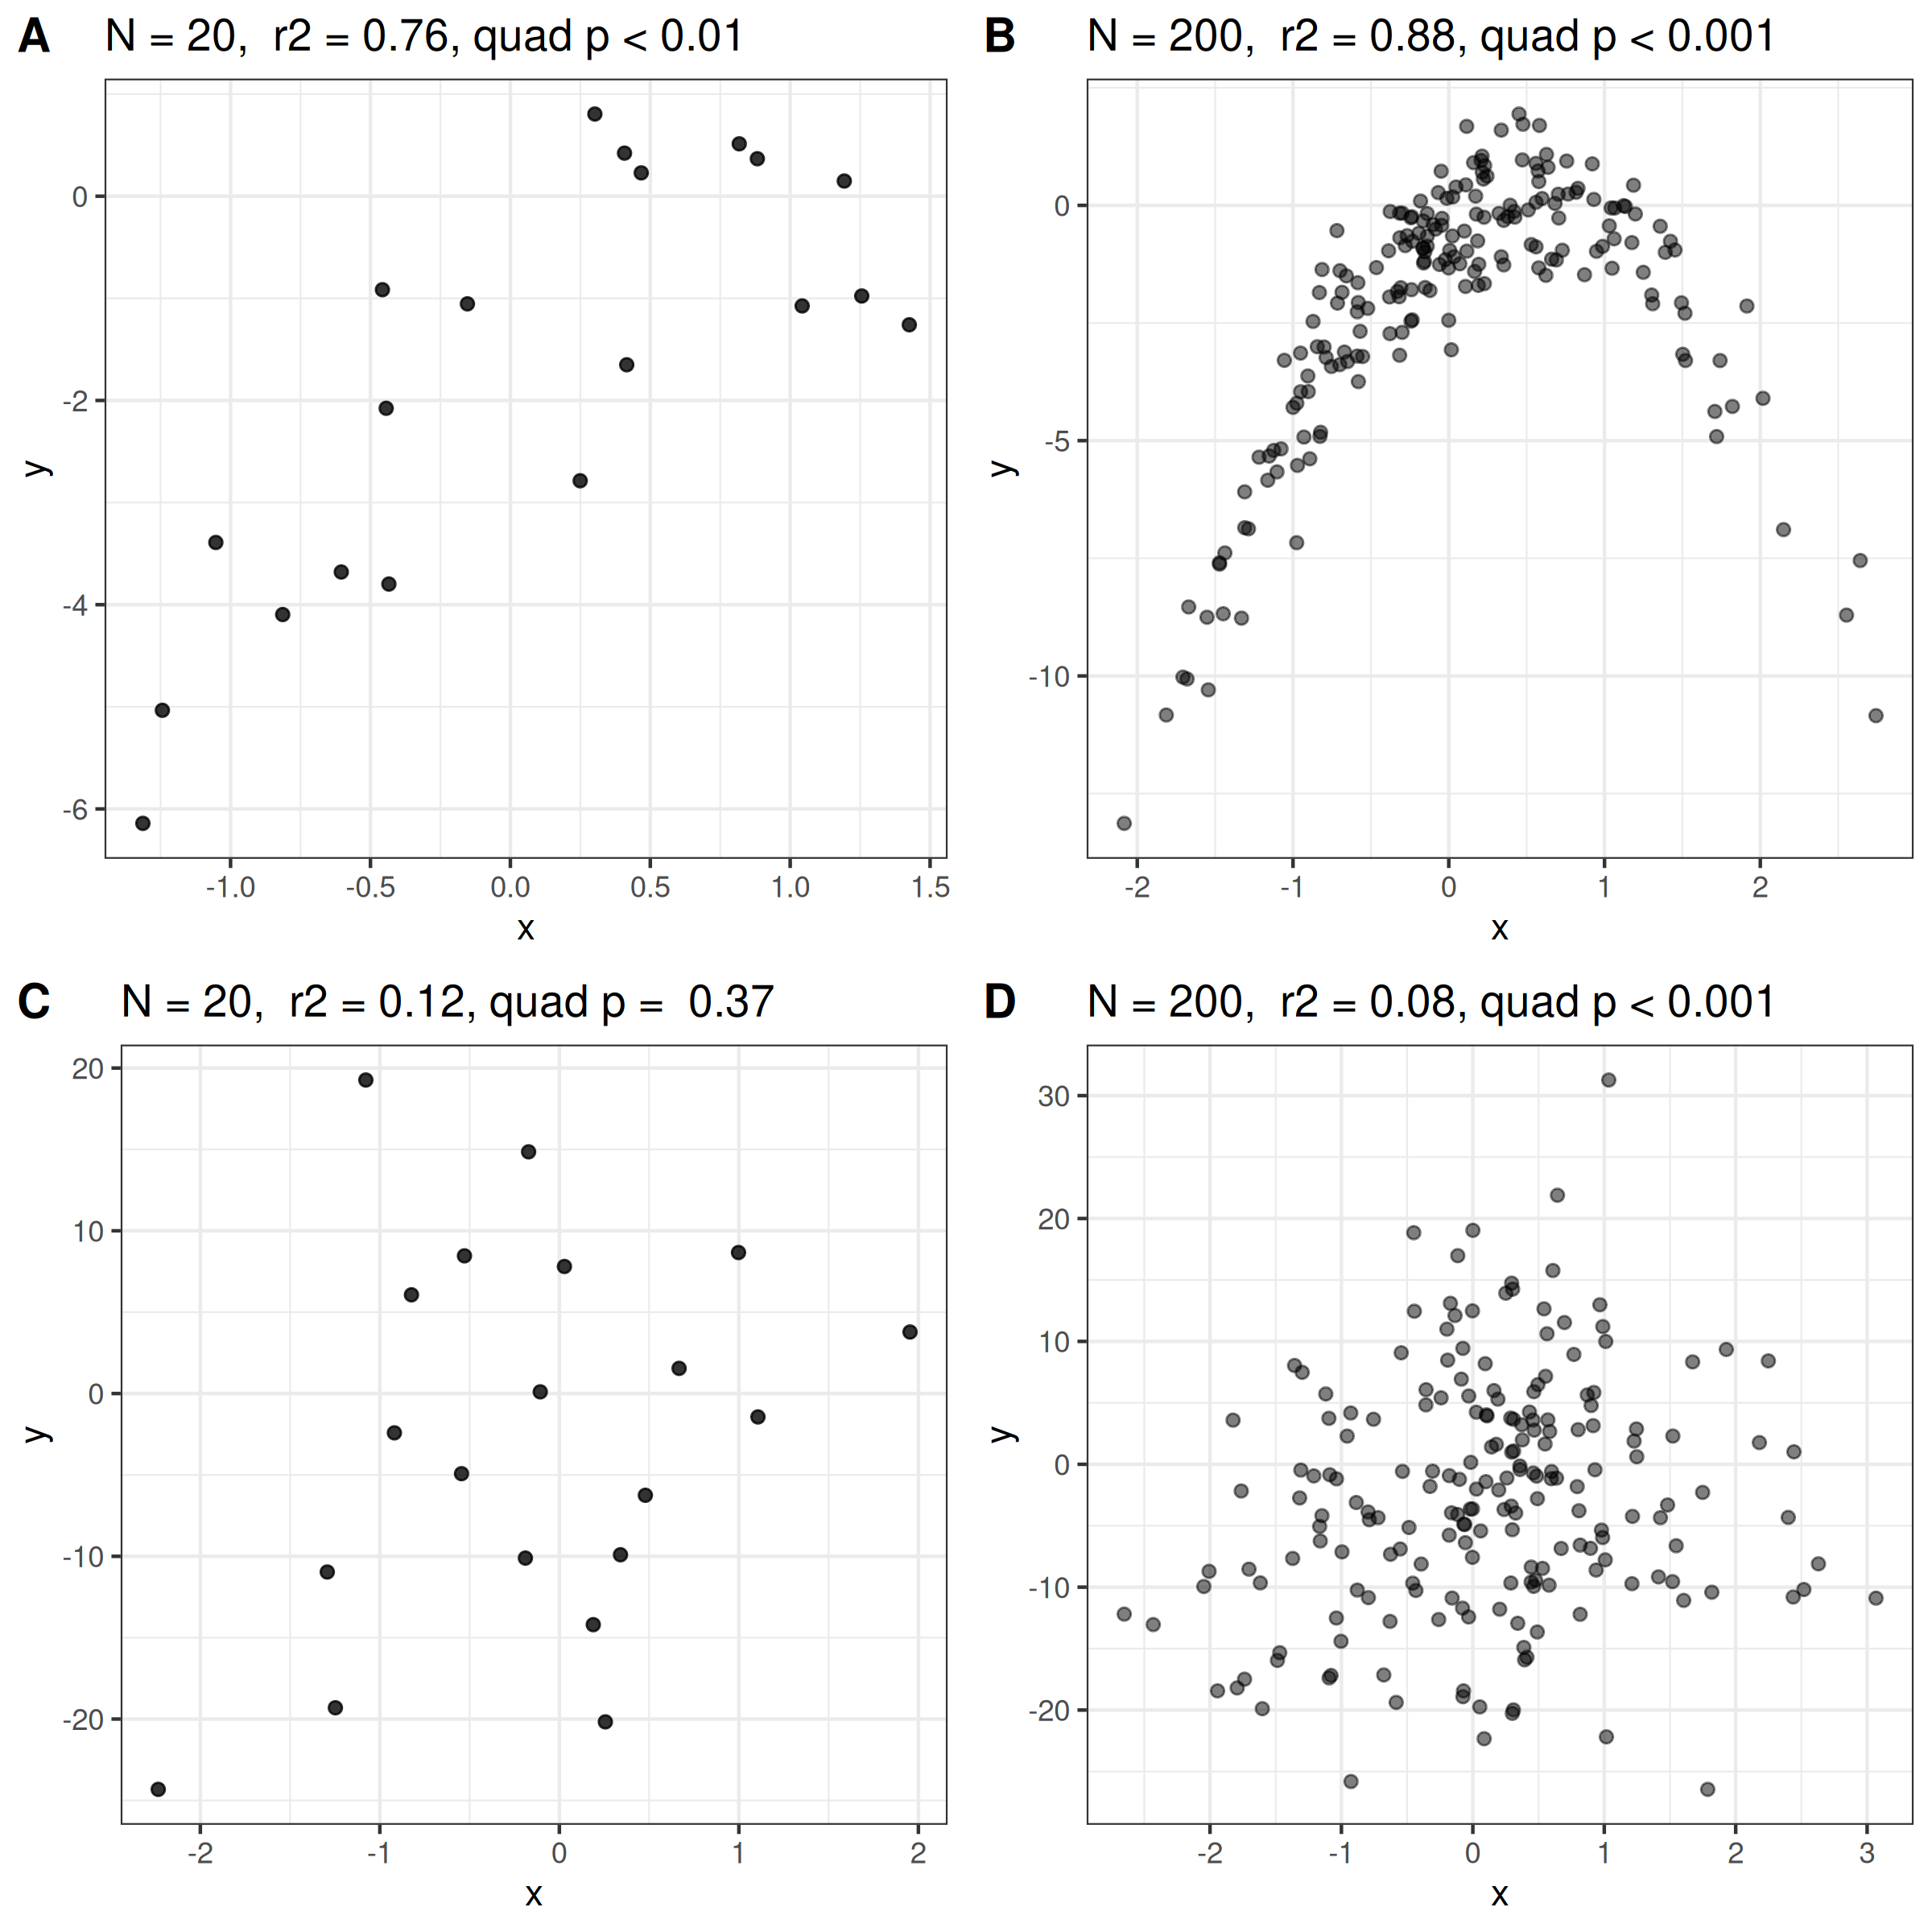 A N = 20,  r2 = 0.76, quad p < 0.01
0
-2
-4
-6
y
-1.0 -0.5 0.0 0.5 1.0 1.5
x
B N = 200,  r2 = 0.88, quad p < 0.001
0
-5
-10
y
-2 -1 0 1 2
x
C N = 20,  r2 = 0.12, quad p =  0.37
20
10
0
-10
-20
y
-2 -1 0 1 2
x
D N = 200,  r2 = 0.08, quad p < 0.001
30
20
10
0
-10
-20
y
-2 -1 0 1 2 3
x